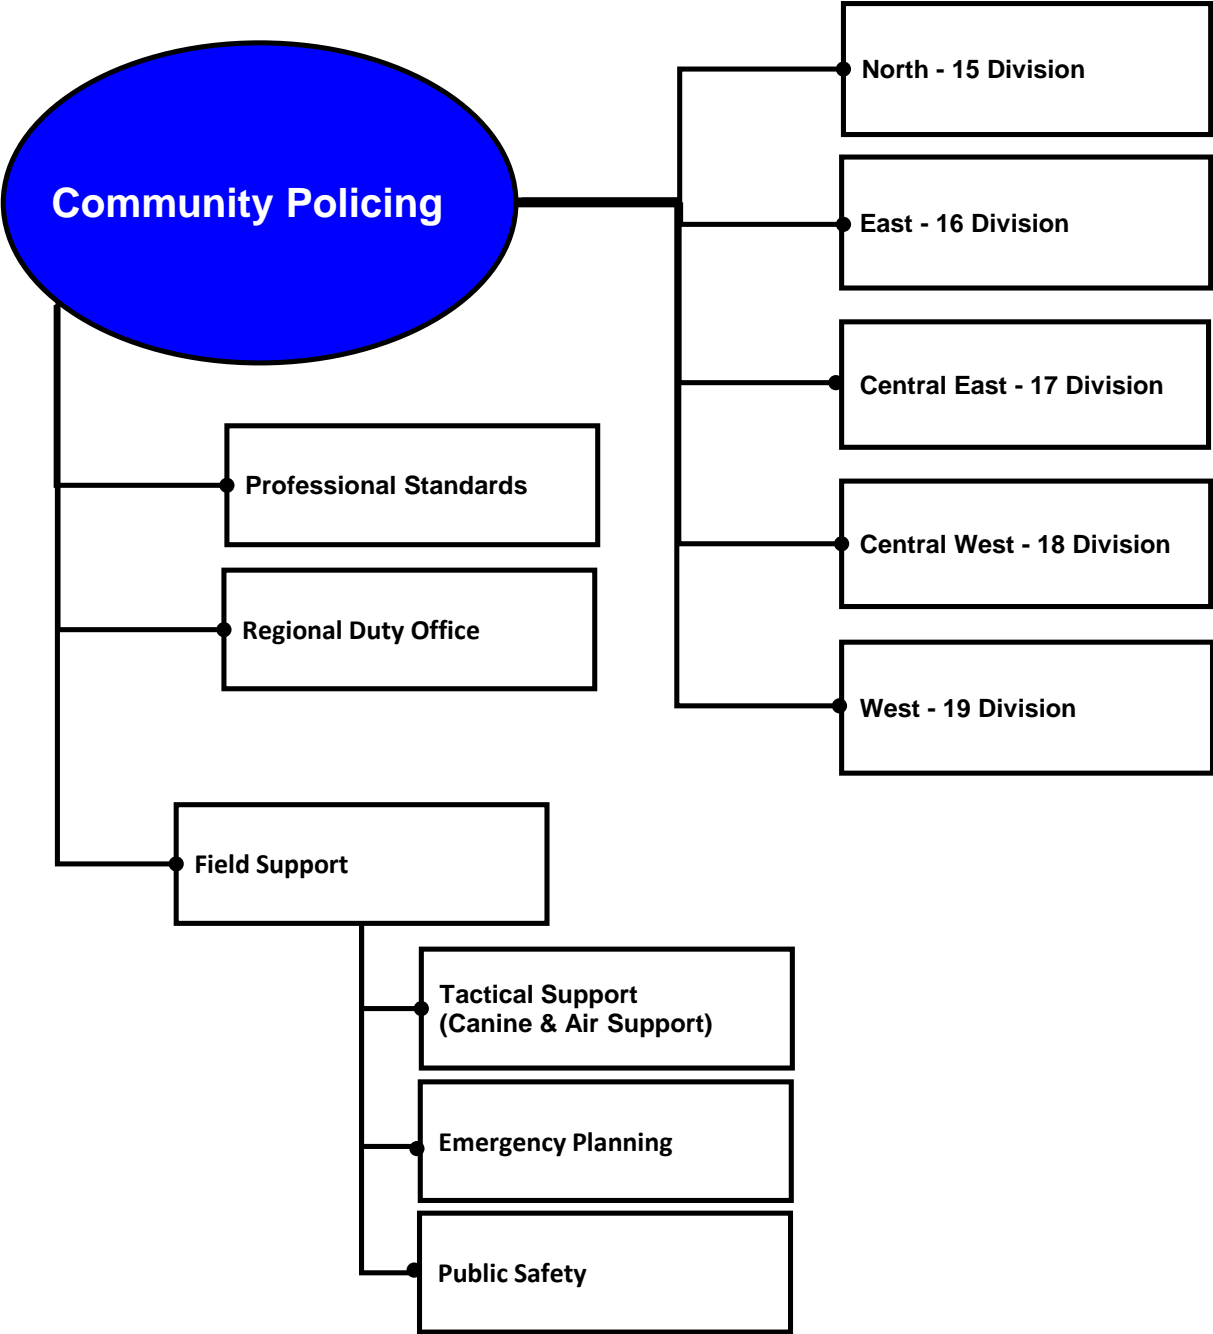 Community Policing
North - 15 Division
East - 16 Division
Central East - 17 Division
Central West - 18 Division
West - 19 Division
Professional Standards
Regional Duty Office
Field Support
Tactical Support
(Canine & Air Support)
Emergency Planning
Public Safety